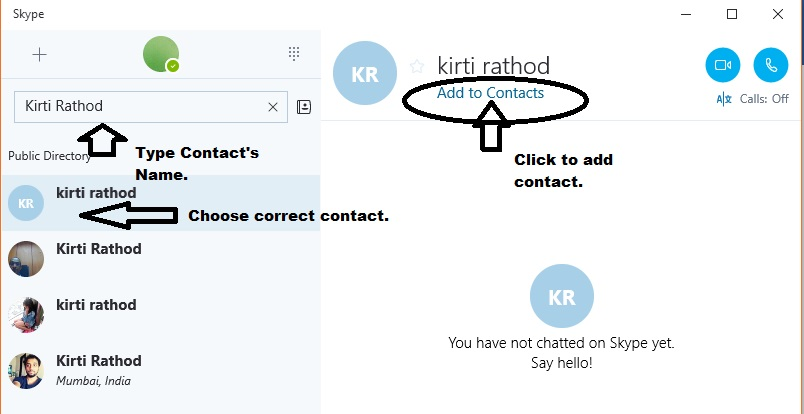 Skype
Kirti Rathod
Type Contact's
Name.
Public Directory
kirti rathod
KR
Choose correct contact.
Kirti Rathod
kirti rathod
Kirti Rathod
Mumbai, India
KR
kirti rathod
Add to Contacts
Calls: Off
Click to add
contact.
KR
You have not chatted on Skype yet.
Say hello!